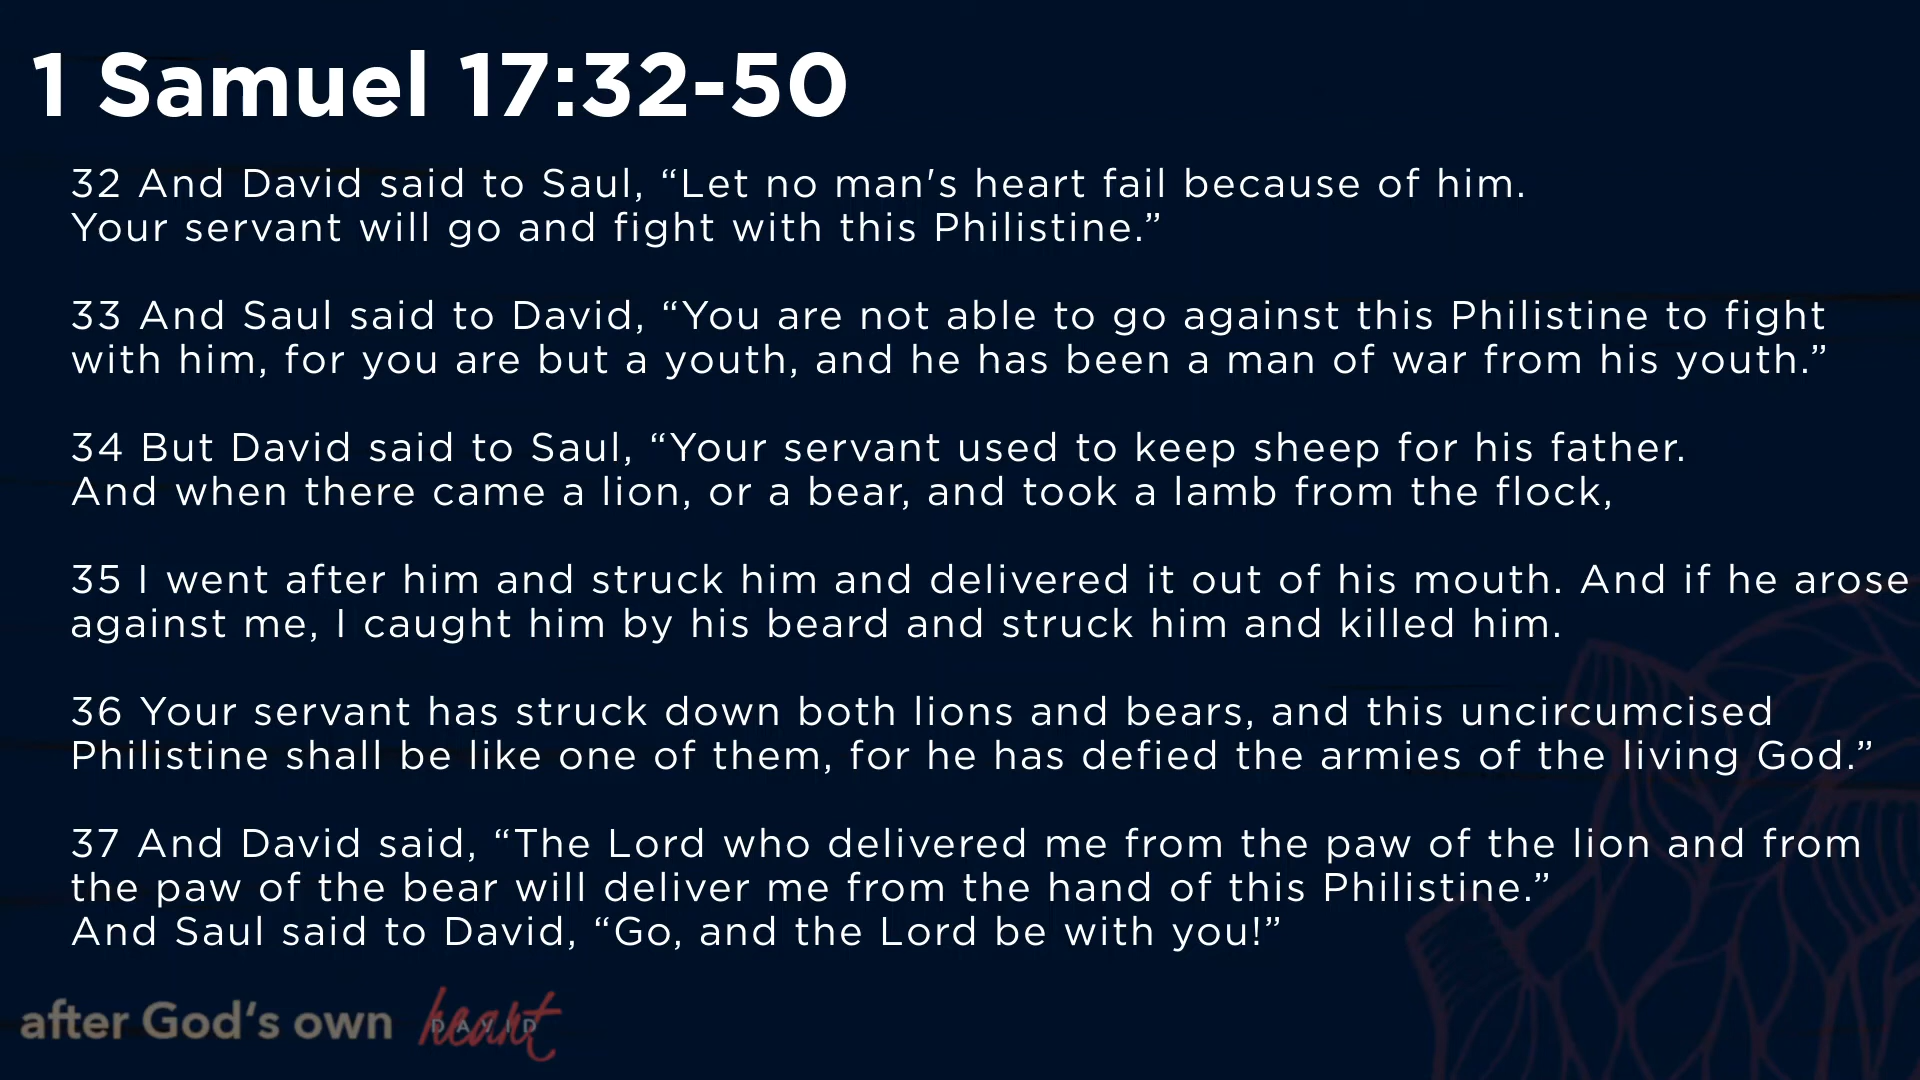 1 Samuel 17:32-50
32 And David said to Saul, “Let no man's heart fail because of him.
Your servant will go and fight with this Philistine.”
33 And Saul said to David, “You are not able to go against this Philistine to fight
with him, for you are but a youth, and he has been a man of war from his youth.”
34 But David said to Saul, “Your servant used to keep sheep for his father.
And when there came a lion, or a bear, and took a lamb from the flock,
35 I went after him and struck him and delivered it out of his mouth. And if he arose
against me, I caught him by his beard and struck him and killed him.
36 Your servant has struck down both lions and bears, and this uncircumcised
Philistine shall be like one of them, for he has defied the armies of the living God.”
37 And David said, “The Lord who delivered me from the paw of the lion and from
the paw of the bear will deliver me from the hand of this Philistine.”
And Saul said to David, “Go, and the Lord be with you!”
after God‘s own heart
DAVID